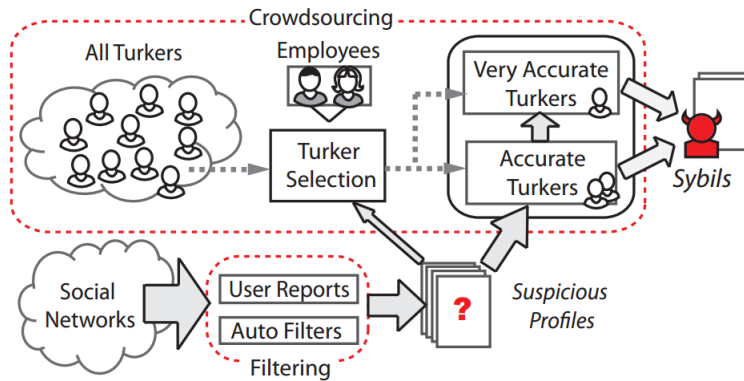 Crowdsourcing
All Turkers
Employees
Turker
Selection
Very Accurate
Turkers
Accurate
Turkers
Sybils
Social
Networks
User Reports
Auto Filters
Filtering
?
Suspicious
Profiles